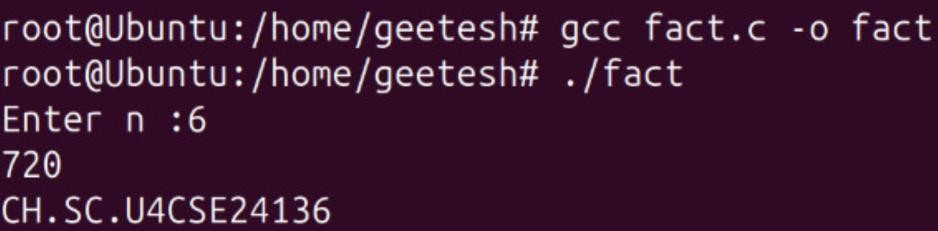 root@Ubuntu:/home/geetesh# gcc fact.c -o fact
root@Ubuntu:/home/geetesh# ./fact
Enter n :6
720
CH.SC.U4CSE24136